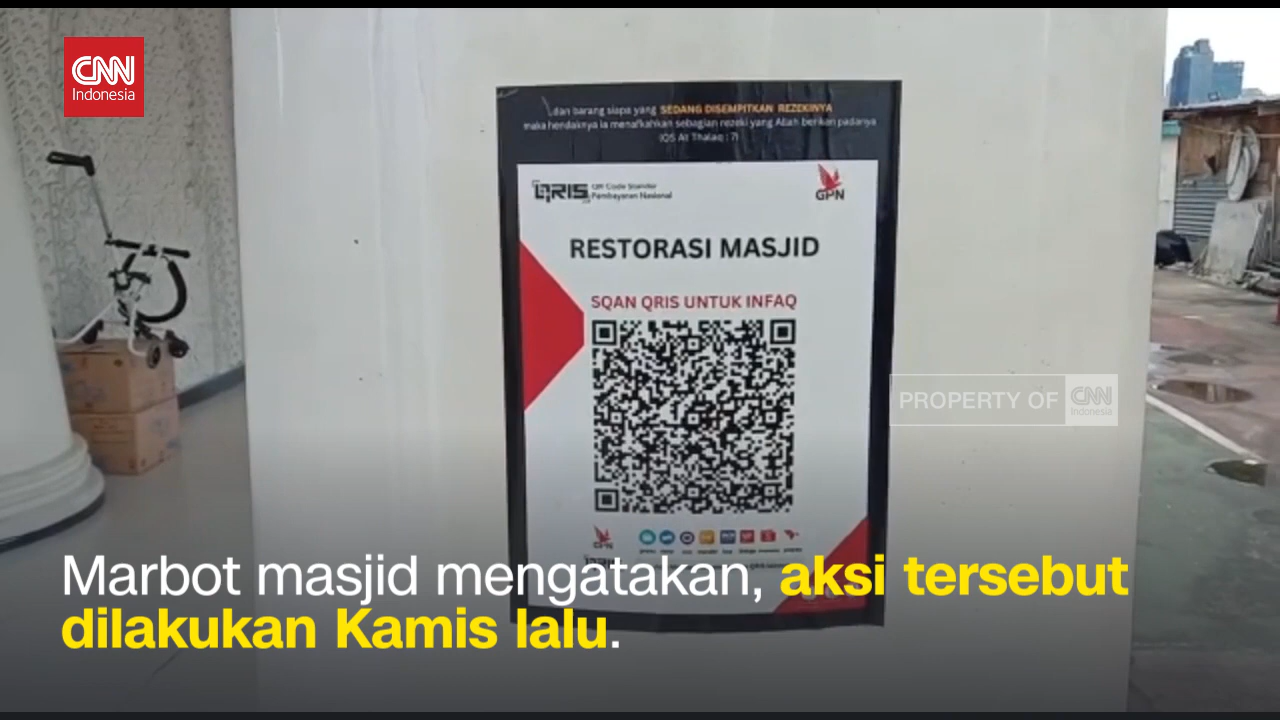 CNN
Indonesia
...dan barang siapa yang SEDANG DISEMPITKAN REZEKINYA
maka hendaknya ia menafkahkan sebagian rezeki yang Allah berikan padanya
(QS At Thalaq : 7)
QRIS QR Code Standar
Pembayaran Nasional
GPN
RESTORASI MASJID
SQAN QRIS UNTUK INFAQ
PROPERTY OF CNN
Indonesia
GPN
Marbot masjid mengatakan, aksi tersebut
dilakukan Kamis lalu.